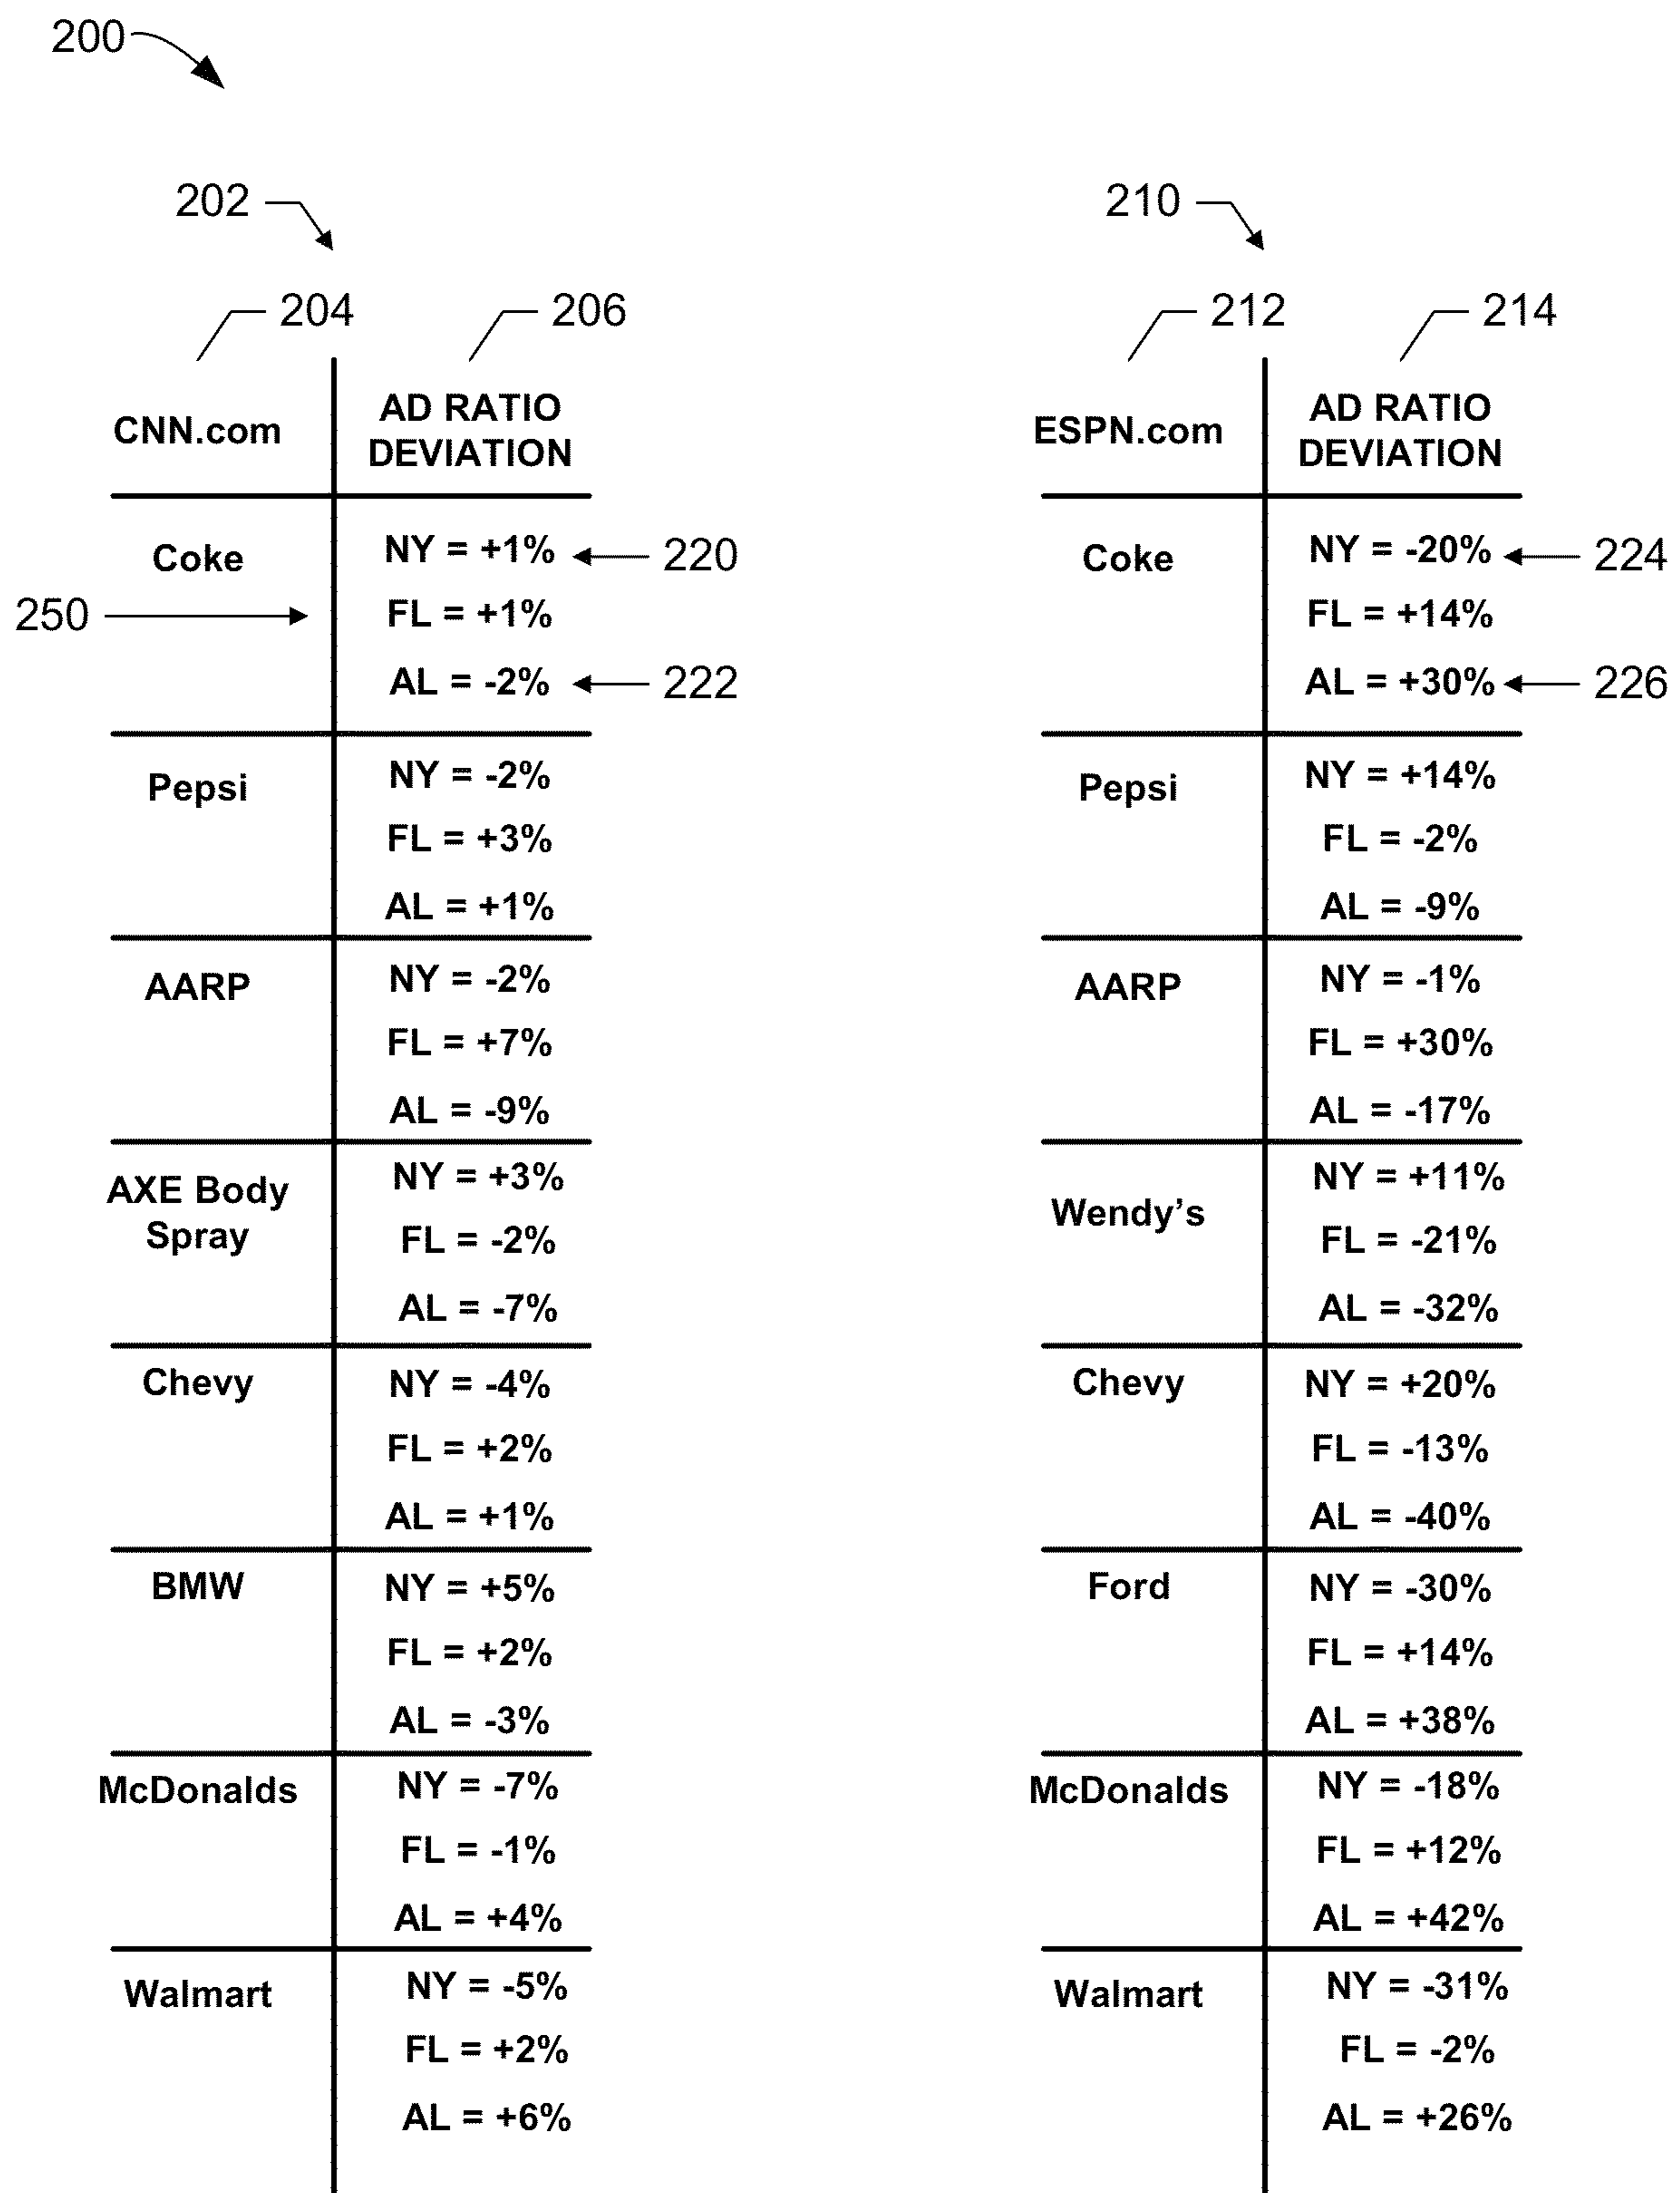 200
202
204
206
CNN.com
AD RATIO
DEVIATION
Coke
NY = +1%
220
250
FL = +1%
AL = -2%
222
Pepsi
NY = -2%
FL = +3%
AL = +1%
AARP
NY = -2%
FL = +7%
AL = -9%
AXE Body
Spray
NY = +3%
FL = -2%
AL = -7%
Chevy
NY = -4%
FL = +2%
AL = +1%
BMW
NY = +5%
FL = +2%
AL = -3%
McDonalds
NY = -7%
FL = -1%
AL = +4%
Walmart
NY = -5%
FL = +2%
AL = +6%
210
212
214
ESPN.com
AD RATIO
DEVIATION
Coke
NY = -20%
224
FL = +14%
AL = +30%
226
Pepsi
NY = +14%
FL = -2%
AL = -9%
AARP
NY = -1%
FL = +30%
AL = -17%
Wendy’s
NY = +11%
FL = -21%
AL = -32%
Chevy
NY = +20%
FL = -13%
AL = -40%
Ford
NY = -30%
FL = +14%
AL = +38%
McDonalds
NY = -18%
FL = +12%
AL = +42%
Walmart
NY = -31%
FL = -2%
AL = +26%